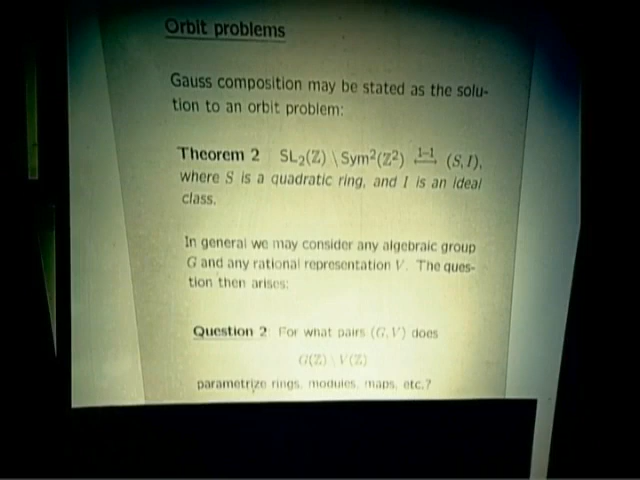 Orbit problems
Gauss composition may be stated as the solu-
tion to an orbit problem:
Theorem 2 SL₂(ℤ) \ Sym²(ℤ²) ⟷¹⁻¹ (S, I),
where S is a quadratic ring, and I is an ideal
class.
In general we may consider any algebraic group
G and any rational representation V. The ques-
tion then arises:
Question 2 For what pairs (G, V) does
G(ℤ) \ V(ℤ)
parametrize rings, modules, maps, etc.?